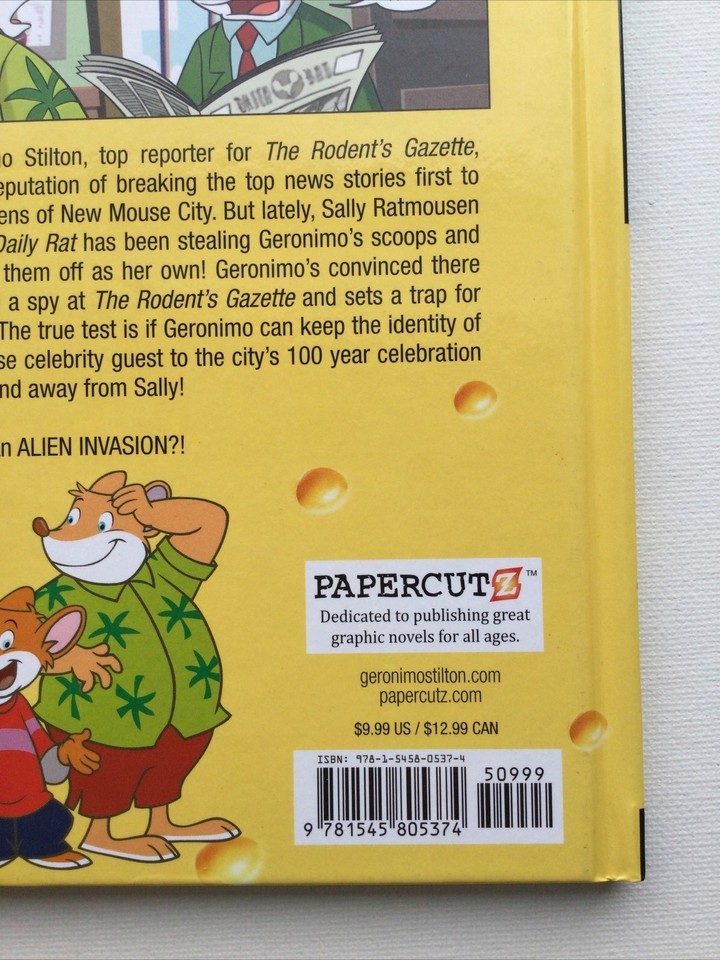 DAILY RAT
no Stilton, top reporter for The Rodent's Gazette,
eputation of breaking the top news stories first to
ens of New Mouse City. But lately, Sally Ratmousen
Daily Rat has been stealing Geronimo's scoops and
them off as her own! Geronimo's convinced there
a spy at The Rodent's Gazette and sets a trap for
The true test is if Geronimo can keep the identity of
se celebrity guest to the city's 100 year celebration
nd away from Sally!
n ALIEN INVASION?!
PAPERCUTZ™
Dedicated to publishing great
graphic novels for all ages.
geronimostilton.com
papercutz.com
$9.99 US / $12.99 CAN
ISBN: 978-1-5458-0537-4
50999
9 781545 805374